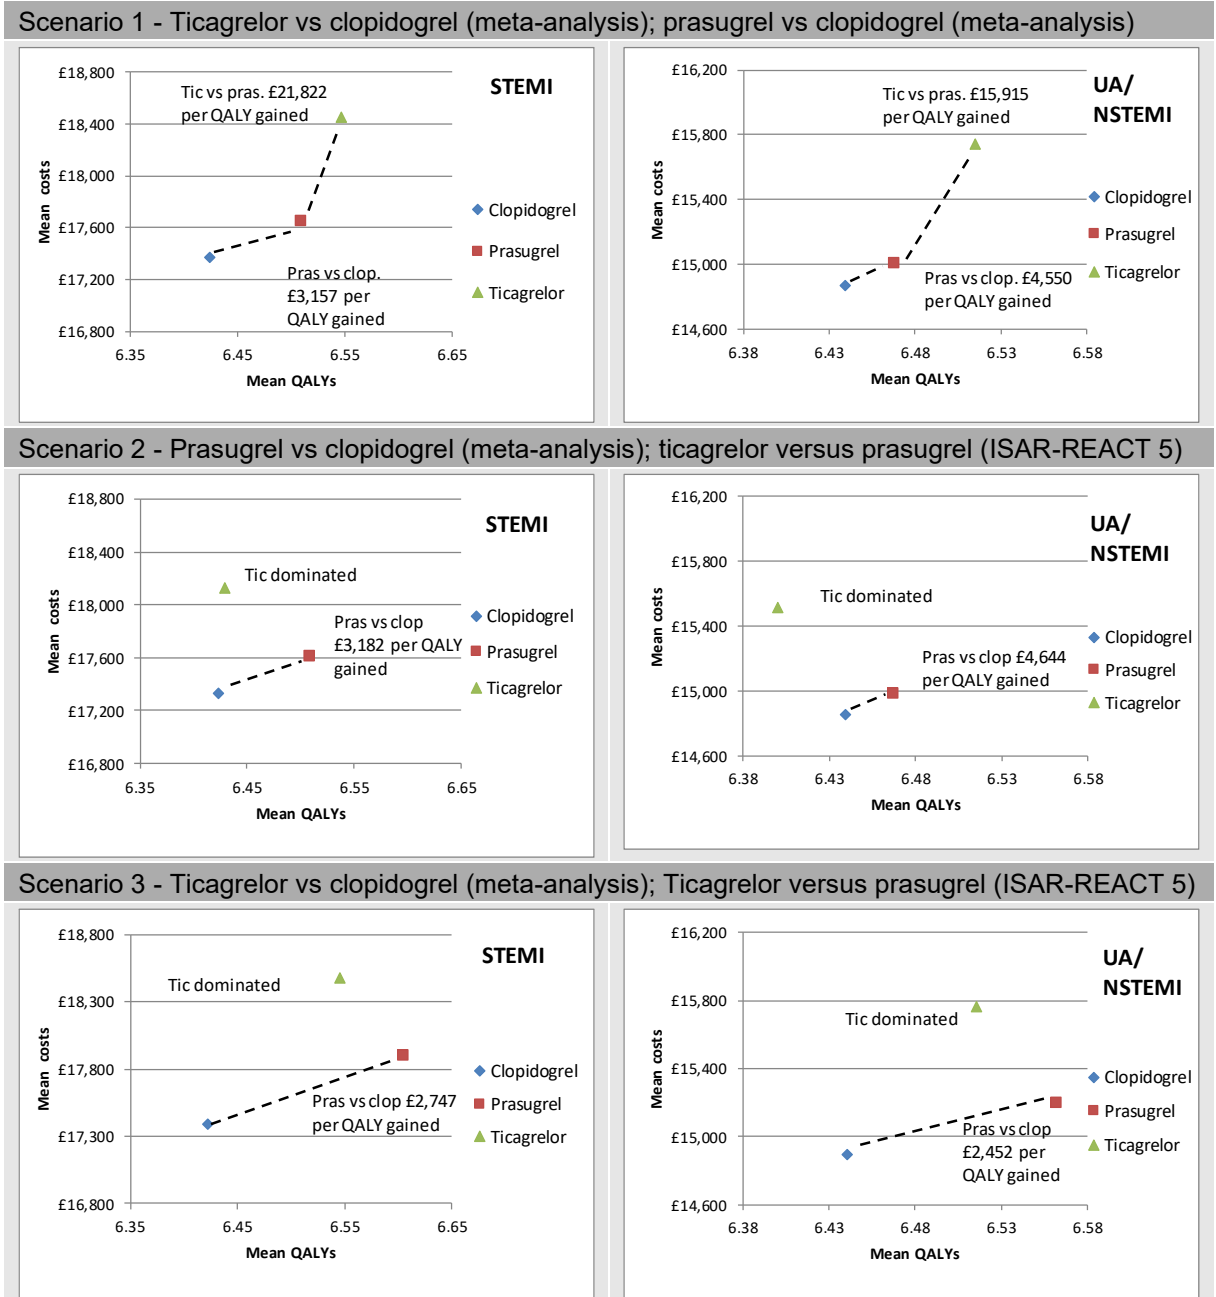 Scenario 1 - Ticagrelor vs clopidogrel (meta-analysis); prasugrel vs clopidogrel (meta-analysis)
£18,800
£18,400
£18,000
£17,600
£17,200
£16,800
Mean costs
6.35 6.45 6.55 6.65
Mean QALYs
STEMI
Tic vs pras. £21,822
per QALY gained
Pras vs clop.
£3,157 per
QALY gained
Clopidogrel
Prasugrel
Ticagrelor
£16,200
£15,800
£15,400
£15,000
£14,600
Mean costs
6.38 6.43 6.48 6.53 6.58
Mean QALYs
UA/
NSTEMI
Tic vs pras. £15,915
per QALY gained
Pras vs clop. £4,550
per QALY gained
Clopidogrel
Prasugrel
Ticagrelor
Scenario 2 - Prasugrel vs clopidogrel (meta-analysis); ticagrelor versus prasugrel (ISAR-REACT 5)
£18,800
£18,400
£18,000
£17,600
£17,200
£16,800
Mean costs
6.35 6.45 6.55 6.65
Mean QALYs
STEMI
Tic dominated
Pras vs clop
£3,182 per QALY
gained
Clopidogrel
Prasugrel
Ticagrelor
£16,200
£15,800
£15,400
£15,000
£14,600
Mean costs
6.38 6.43 6.48 6.53 6.58
Mean QALYs
UA/
NSTEMI
Tic dominated
Pras vs clop £4,644
per QALY gained
Clopidogrel
Prasugrel
Ticagrelor
Scenario 3 - Ticagrelor vs clopidogrel (meta-analysis); Ticagrelor versus prasugrel (ISAR-REACT 5)
£18,800
£18,300
£17,800
£17,300
£16,800
Mean costs
6.35 6.45 6.55 6.65
Mean QALYs
STEMI
Tic dominated
Pras vs clop £2,747
per QALY gained
Clopidogrel
Prasugrel
Ticagrelor
£16,200
£15,800
£15,400
£15,000
£14,600
Mean costs
6.38 6.43 6.48 6.53 6.58
Mean QALYs
UA/
NSTEMI
Tic dominated
Pras vs clop
£2,452 per
QALY gained
Clopidogrel
Prasugrel
Ticagrelor